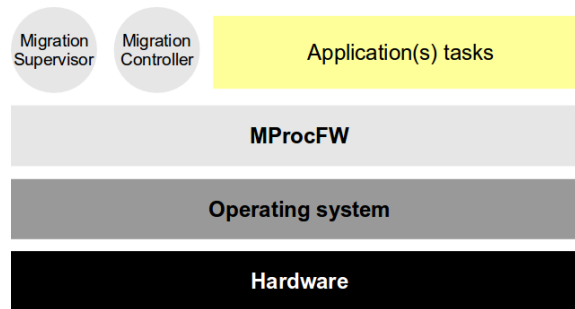 Migration
Supervisor
Migration
Controller
Application(s) tasks
MProcFW
Operating system
Hardware